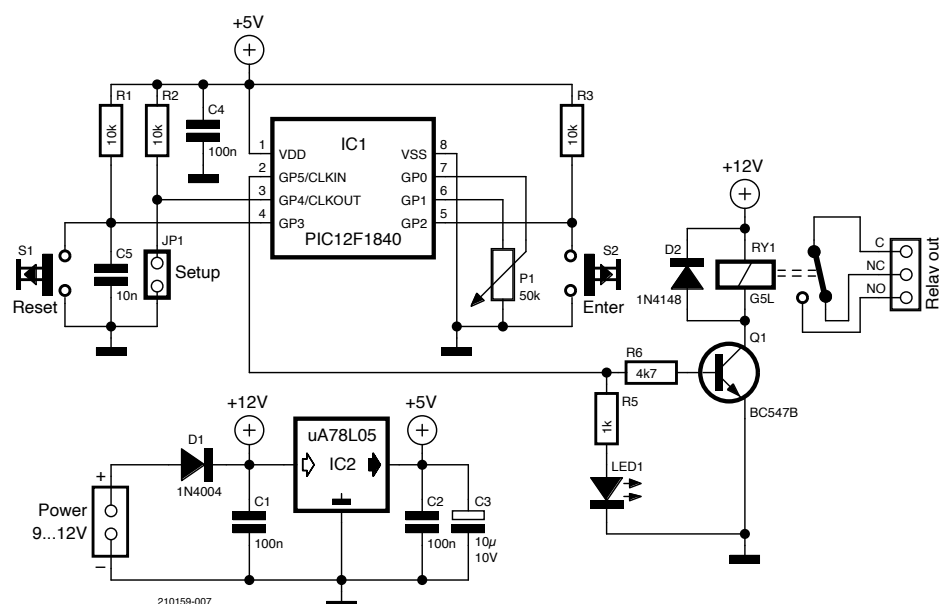 +5V
R1
R2
C4
R3
10k
10k
100n
10k
IC1
1
VDD
VSS
8
2
GP5/CLKIN
GP0
7
3
GP4/CLKOUT
GP1
6
4
GP3
GP2
5
PIC12F1840
+12V
S1
Reset
C5
10n
JP1
Setup
P1
50k
S2
Enter
D2
1N4148
RY1
G5L
C
NC
NO
Relav out
Q1
BC547B
R6
4k7
R5
1k
LED1
+12V
+5V
D1
1N4004
uA78L05
IC2
+
Power
9...12V
–
C1
100n
C2
100n
C3
10µ
10V
210159-007